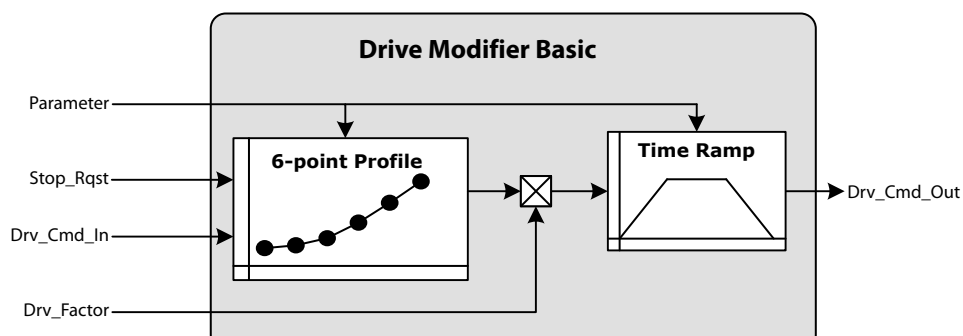 Drive Modifier Basic
Parameter
6-point Profile
Time Ramp
Stop_Rqst
Drv_Cmd_In
Drv_Cmd_Out
Drv_Factor